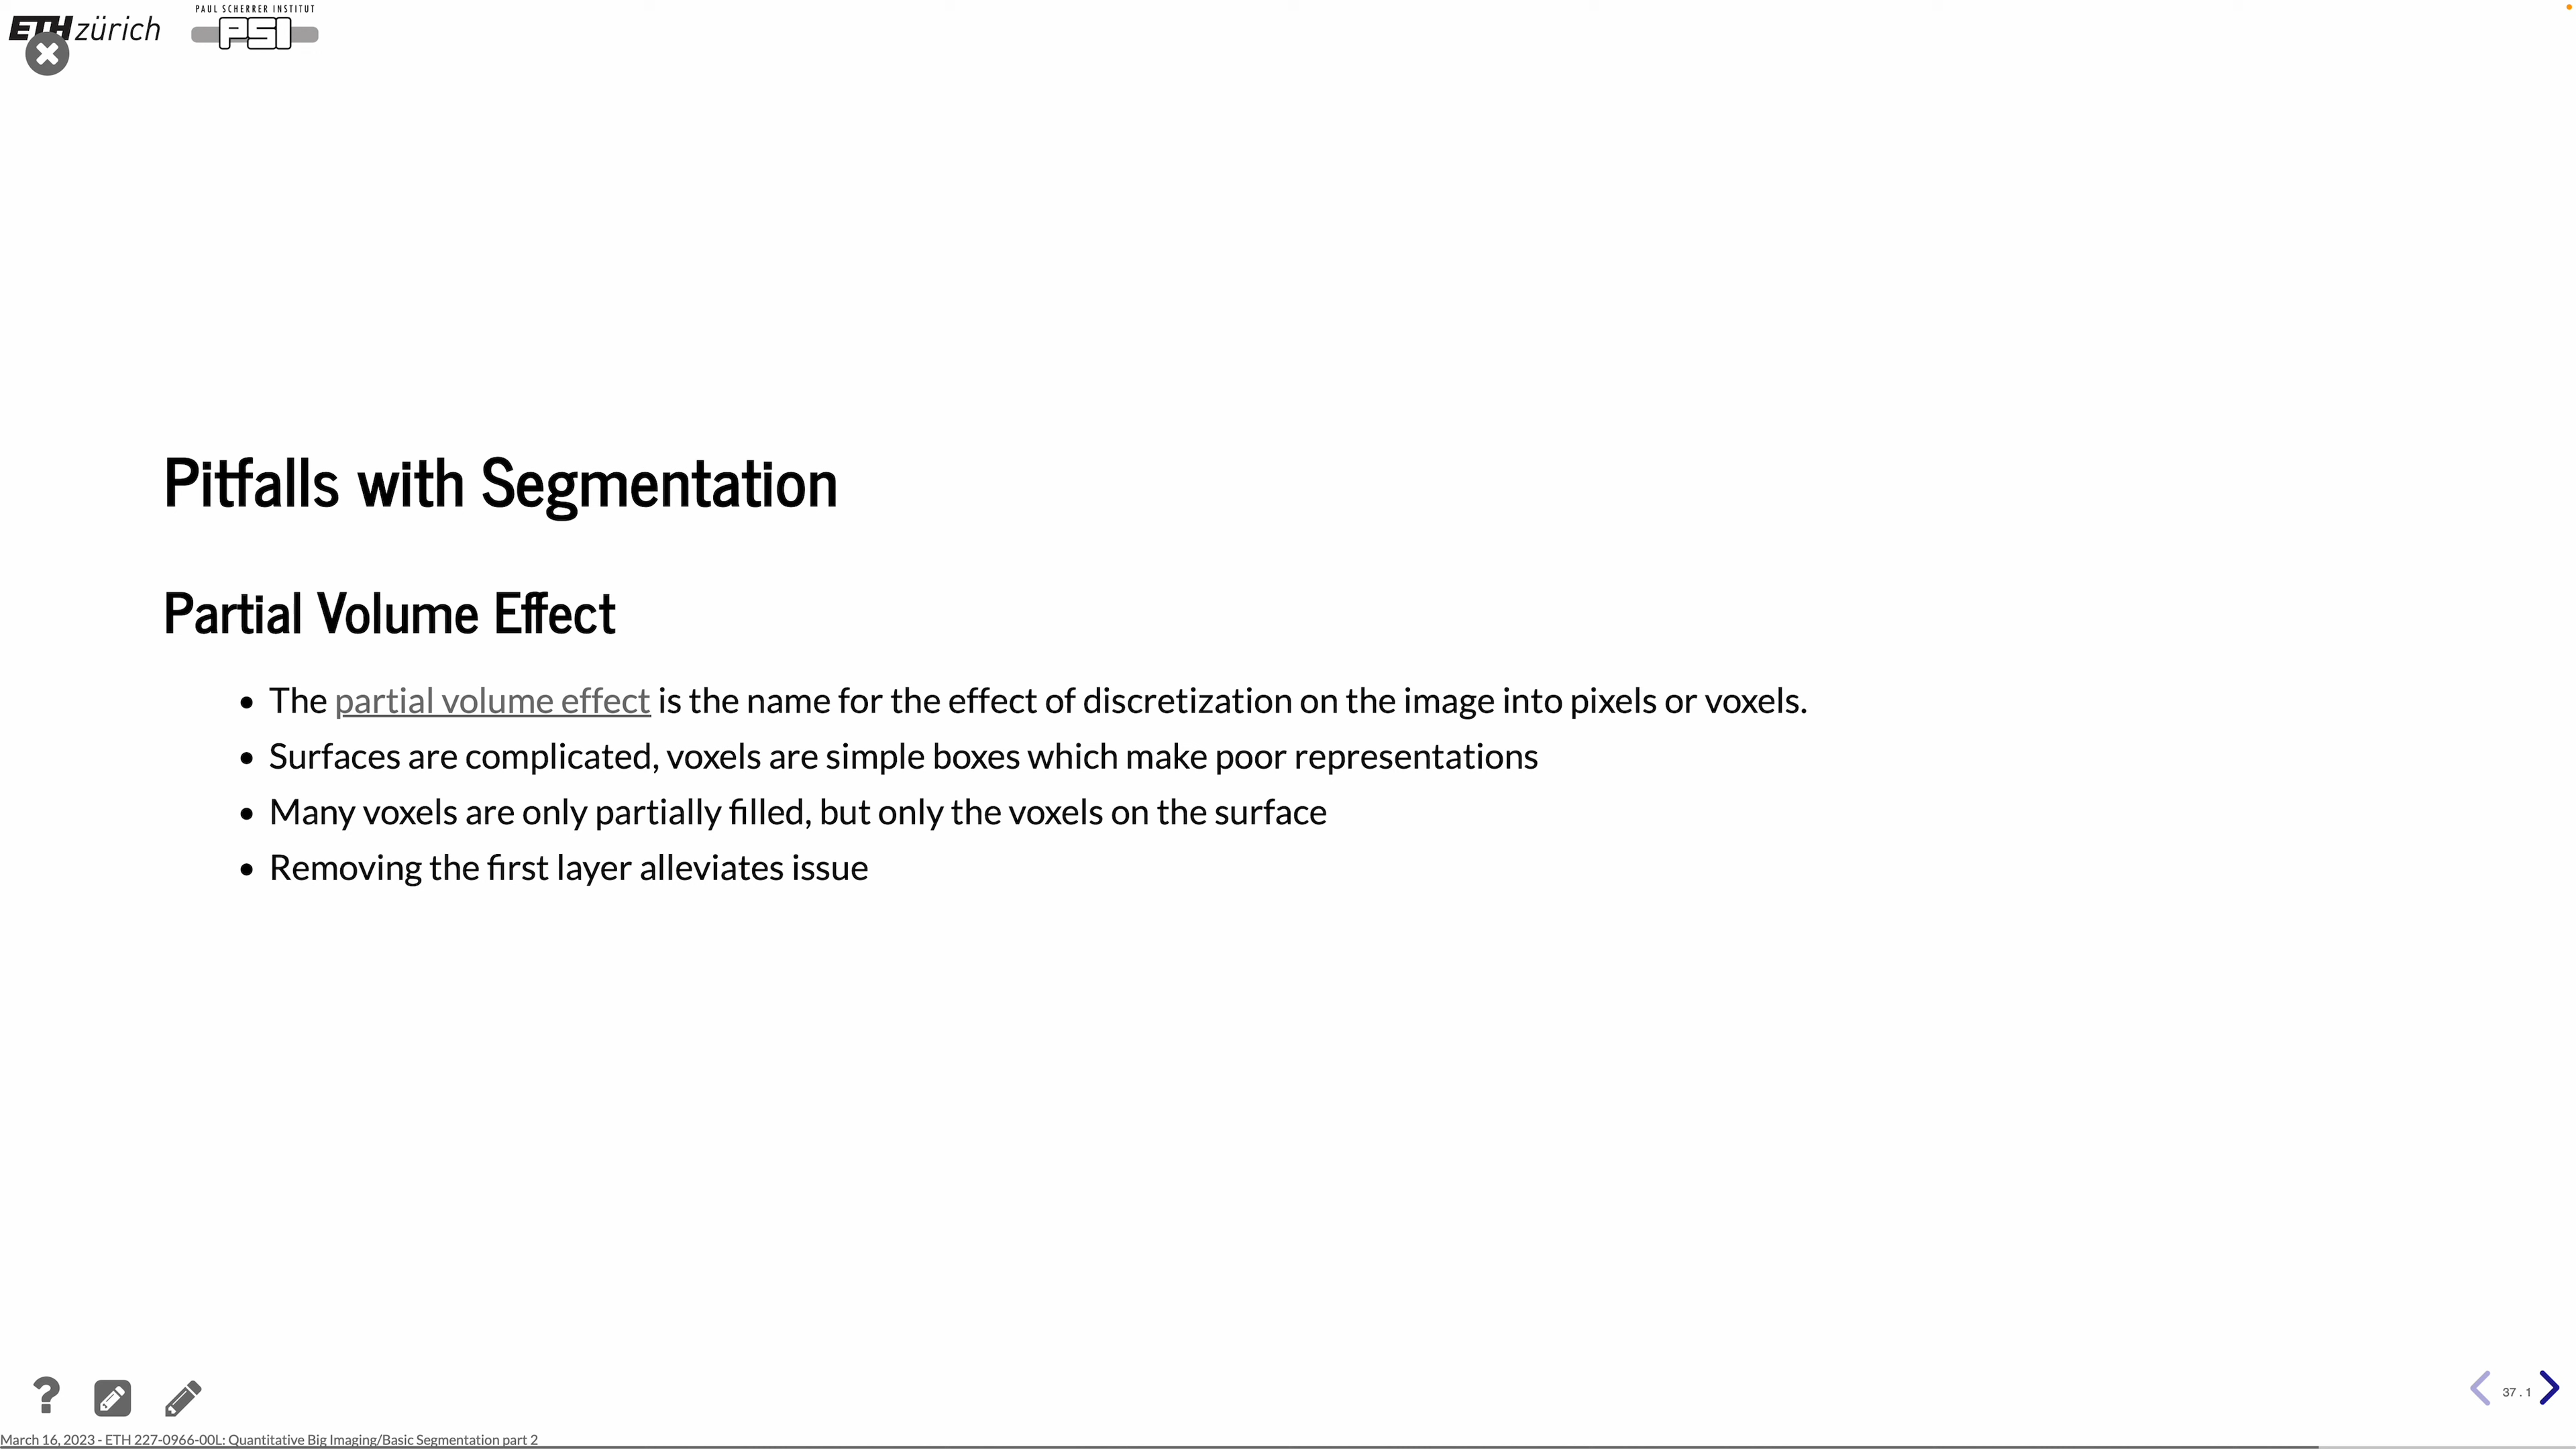 ETH zürich
PAUL SCHERRER INSTITUT
PSI
Pitfalls with Segmentation
Partial Volume Effect
The partial volume effect is the name for the effect of discretization on the image into pixels or voxels.
Surfaces are complicated, voxels are simple boxes which make poor representations
Many voxels are only partially filled, but only the voxels on the surface
Removing the first layer alleviates issue
37 . 1
March 16, 2023 - ETH 227-0966-00L: Quantitative Big Imaging/Basic Segmentation part 2